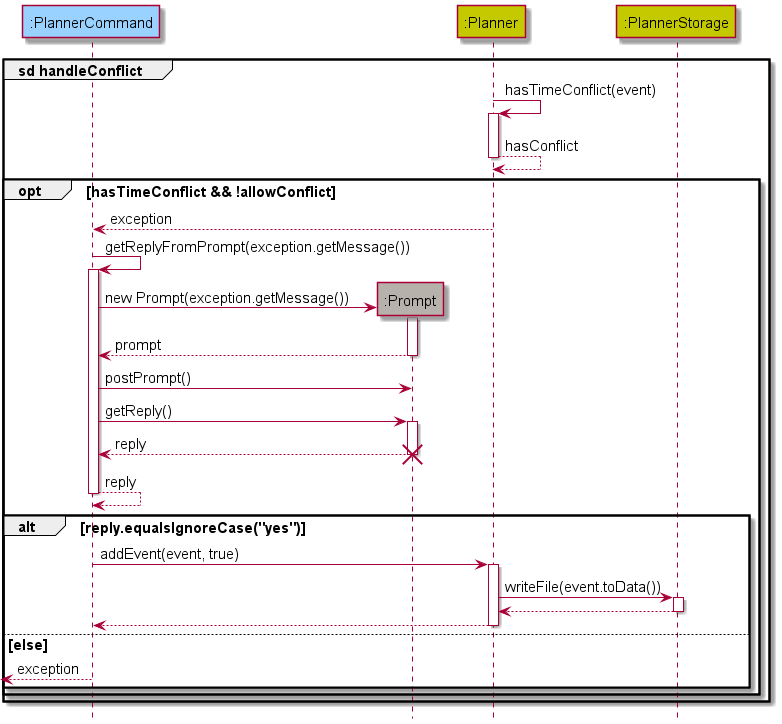 :PlannerCommand
:Planner
:PlannerStorage
sd handleConflict
hasTimeConflict(event)
hasConflict
opt
[hasTimeConflict && !allowConflict]
exception
getReplyFromPrompt(exception.getMessage())
new Prompt(exception.getMessage())
:Prompt
prompt
postPrompt()
getReply()
reply
reply
alt
[reply.equalsIgnoreCase("yes")]
addEvent(event, true)
writeFile(event.toData())
[else]
exception